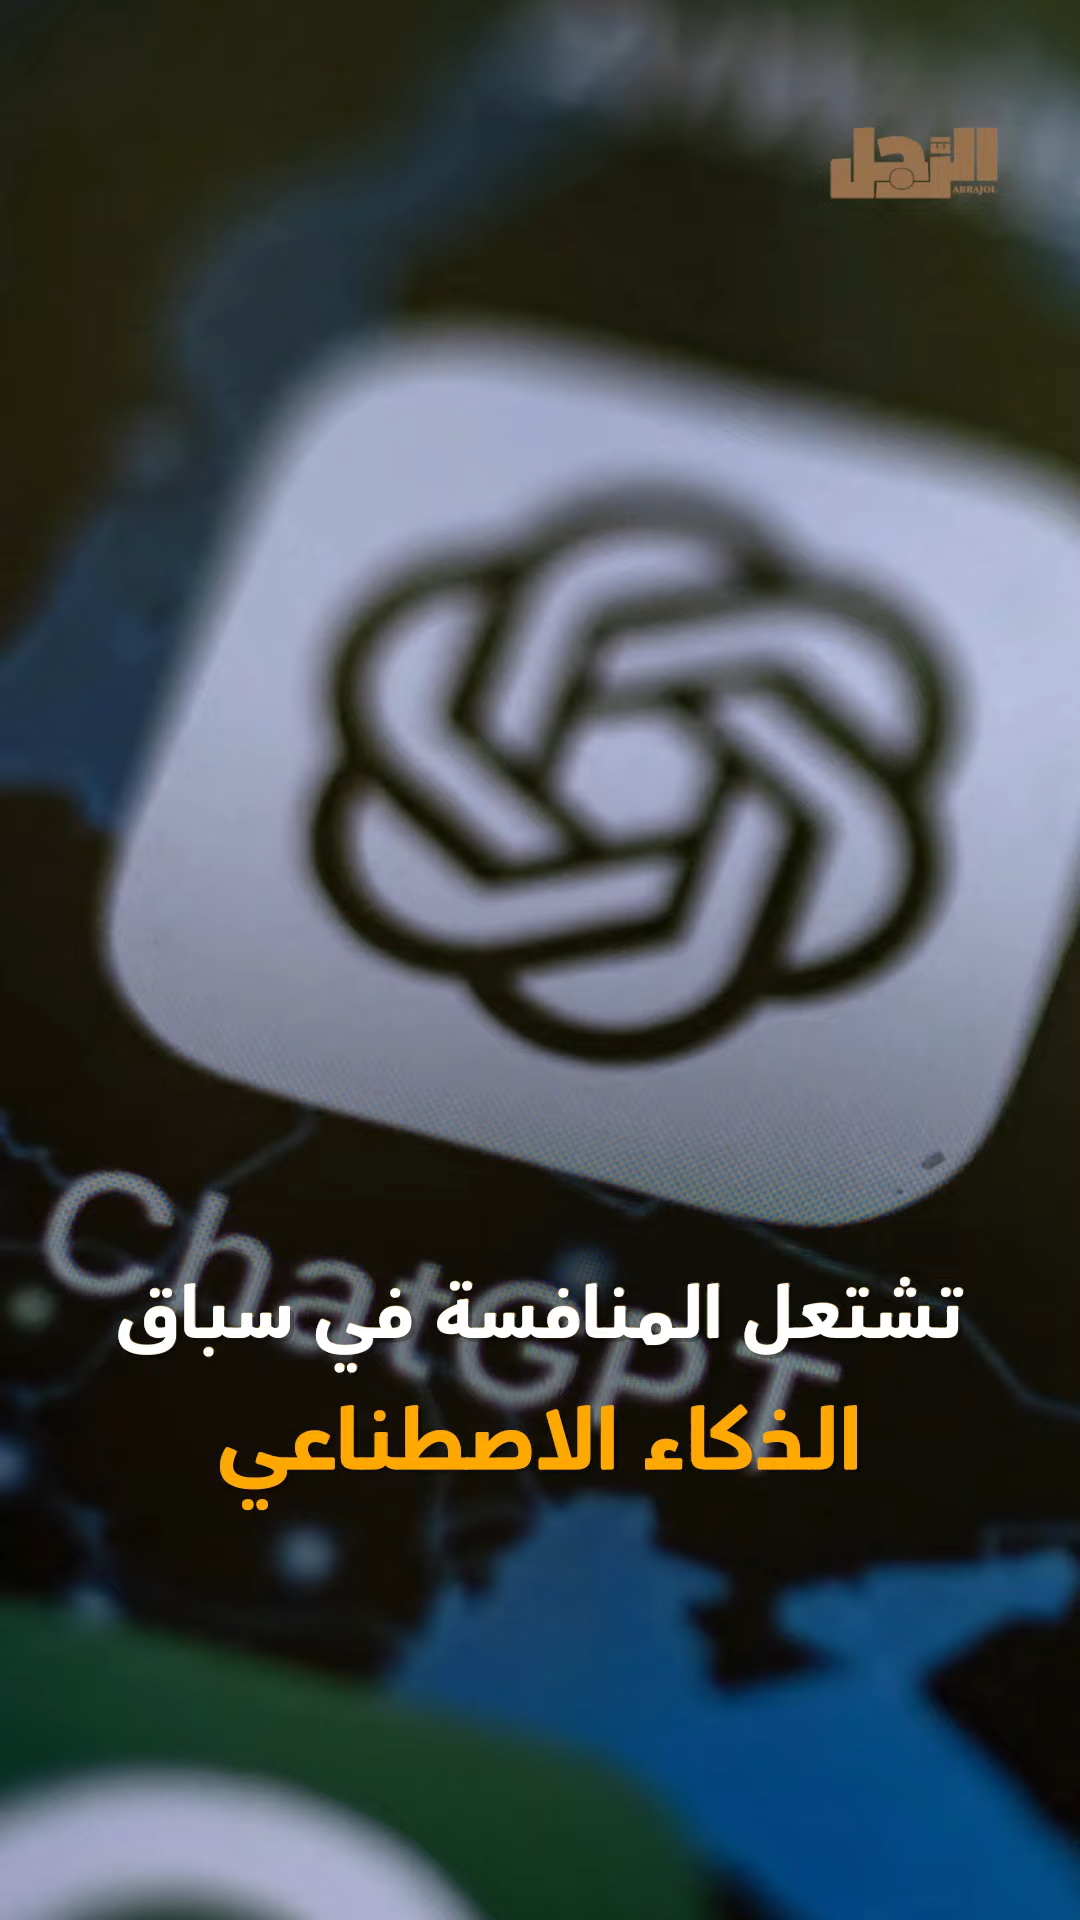 الرجل
ARRAJOL
ChatGPT
تشتعل المنافسة في سباق
الذكاء الاصطناعي